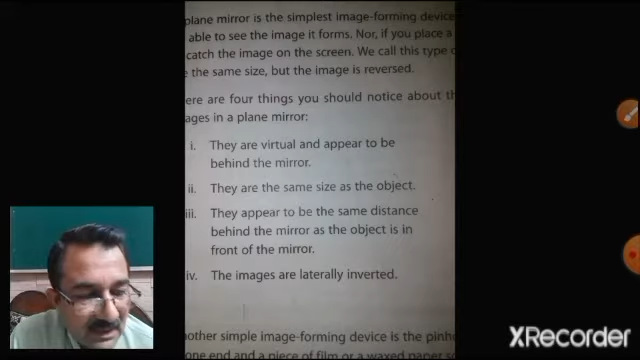 plane mirror is the simplest image-forming device
able to see the image it forms. Nor, if you place a
catch the image on the screen. We call this type
the same size, but the image is reversed.
ere are four things you should notice about th
ages in a plane mirror:
i. They are virtual and appear to be
behind the mirror.
ii. They are the same size as the object.
iii. They appear to be the same distance
behind the mirror as the object is in
front of the mirror.
iv. The images are laterally inverted.
other simple image-forming device is the pinh
one end and a piece of film or a waxed paper
XRecorder